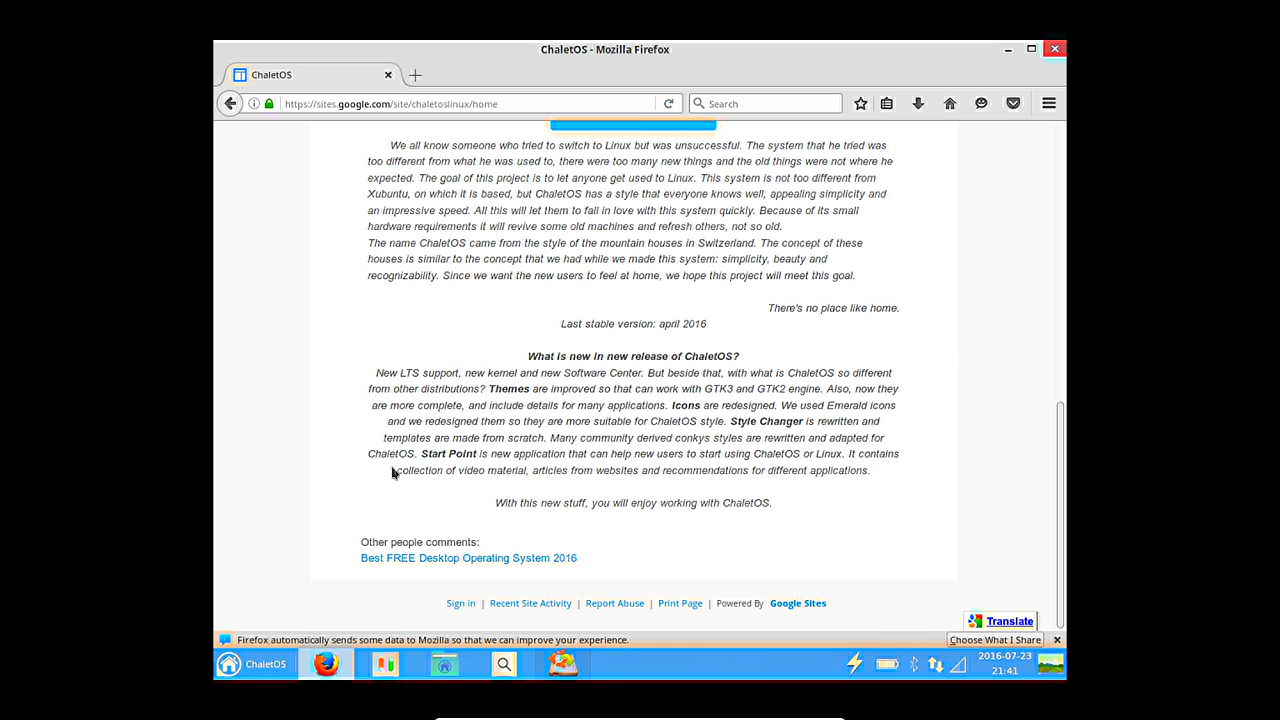 ChaletOS - Mozilla Firefox
ChaletOS
https://sites.google.com/site/chaletoslinux/home
Search
We all know someone who tried to switch to Linux but was unsuccessful. The system that he tried was
too different from what he was used to, there were too many new things and the old things were not where he
expected. The goal of this project is to let anyone get used to Linux. This system is not too different from
Xubuntu, on which it is based, but ChaletOS has a style that everyone knows well, appealing simplicity and
an impressive speed. All this will let them to fall in love with this system quickly. Because of its small
hardware requirements it will revive some old machines and refresh others, not so old.
The name ChaletOS came from the style of the mountain houses in Switzerland. The concept of these
houses is similar to the concept that we had while we made this system: simplicity, beauty and
recognizability. Since we want the new users to feel at home, we hope this project will meet this goal.
There's no place like home.
Last stable version: april 2016
What is new in new release of ChaletOS?
New LTS support, new kernel and new Software Center. But beside that, with what is ChaletOS so different
from other distributions? Themes are improved so that can work with GTK3 and GTK2 engine. Also, now they
are more complete, and include details for many applications. Icons are redesigned. We used Emerald icons
and we redesigned them so they are more suitable for ChaletOS style. Style Changer is rewritten and
templates are made from scratch. Many community derived conkys styles are rewritten and adapted for
ChaletOS. Start Point is new application that can help new users to start using ChaletOS or Linux. It contains
collection of video material, articles from websites and recommendations for different applications.
With this new stuff, you will enjoy working with ChaletOS.
Other people comments:
Best FREE Desktop Operating System 2016
Sign in | Recent Site Activity | Report Abuse | Print Page | Powered By Google Sites
Translate
Firefox automatically sends some data to Mozilla so that we can improve your experience.
Choose What I Share
ChaletOS
2016-07-23
21:41